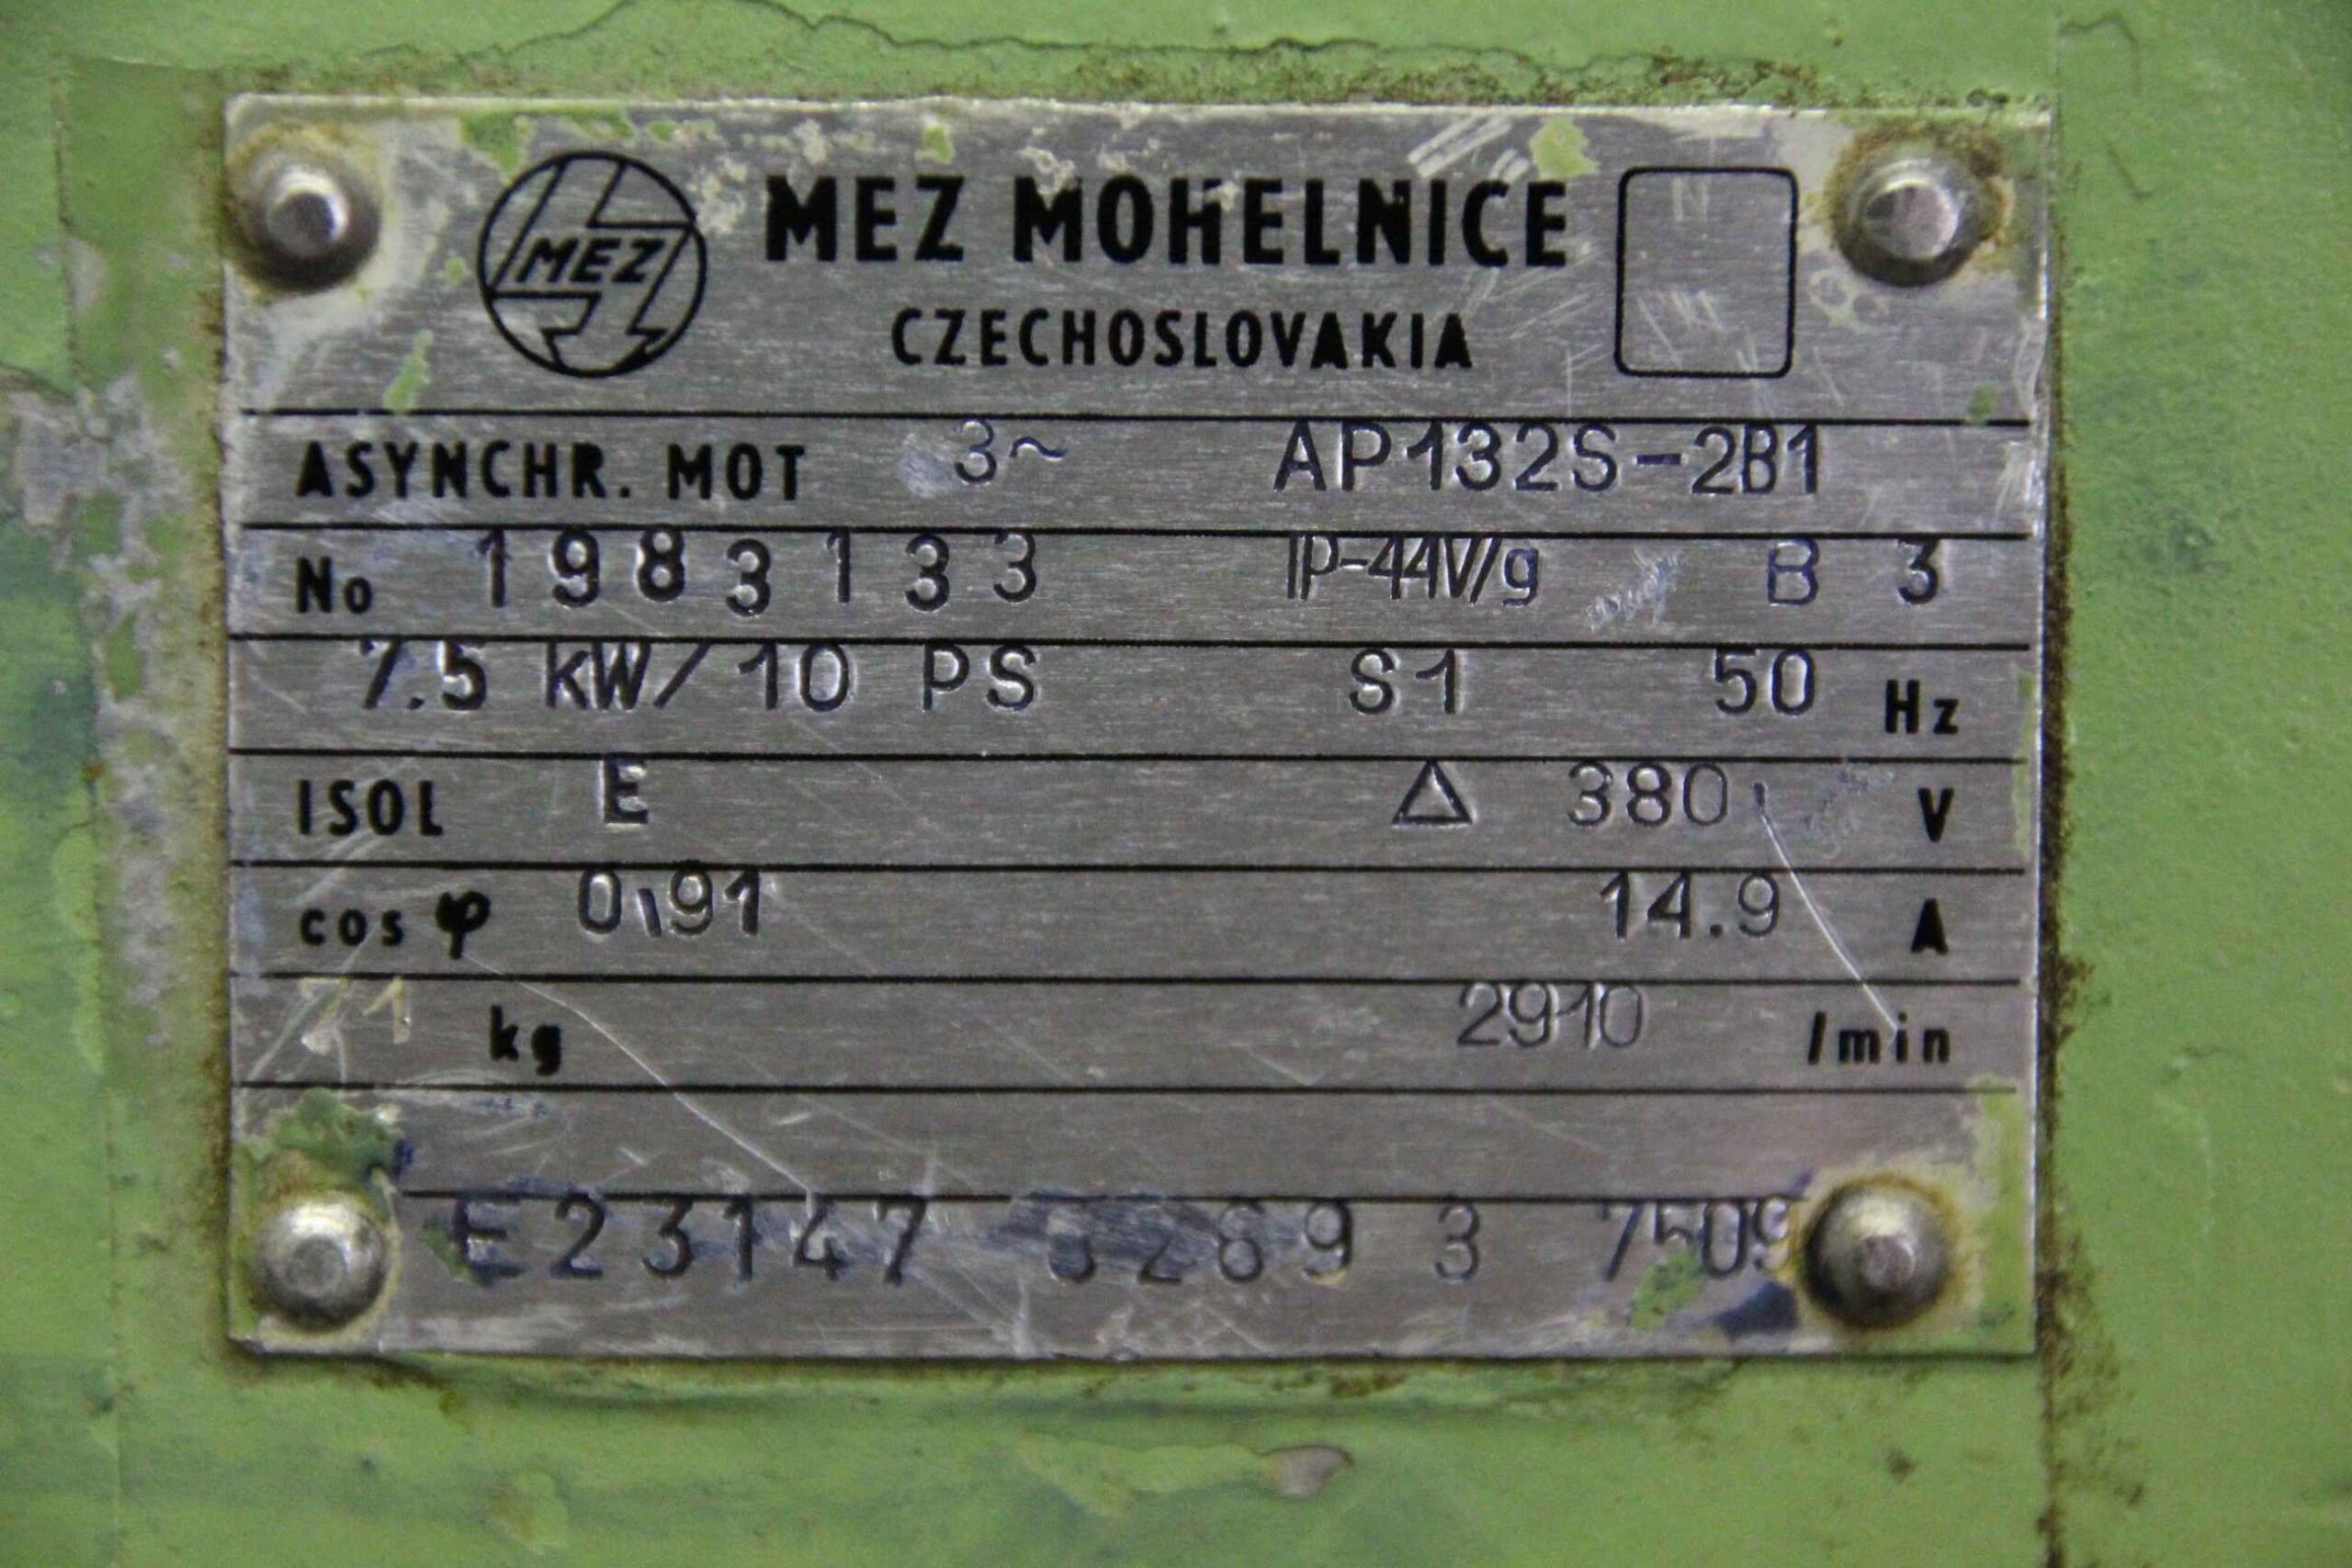 MEZ
MEZ MOHELNICE
CZECHOSLOVAKIA
ASYNCHR. MOT 3~ AP132S-2B1
No 1983133 IP-44V/g B 3
7.5 kW/10 PS S1 50 Hz
ISOL E △ 380 V
cos φ 0,91 14.9 A
kg 2910 /min
E23147 3